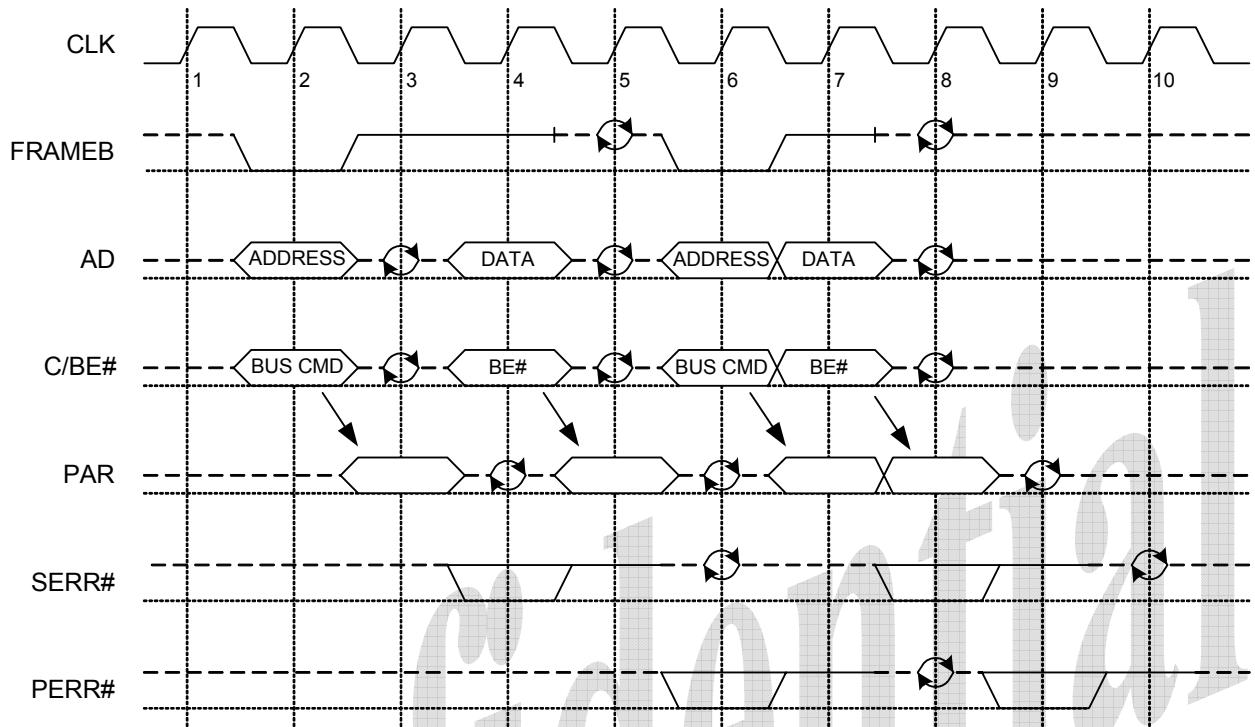 CLK
1 2 3 4 5 6 7 8 9 10
FRAMEB
AD ADDRESS DATA ADDRESS DATA
C/BE# BUS CMD BE# BUS CMD BE#
PAR
SERR#
PERR#